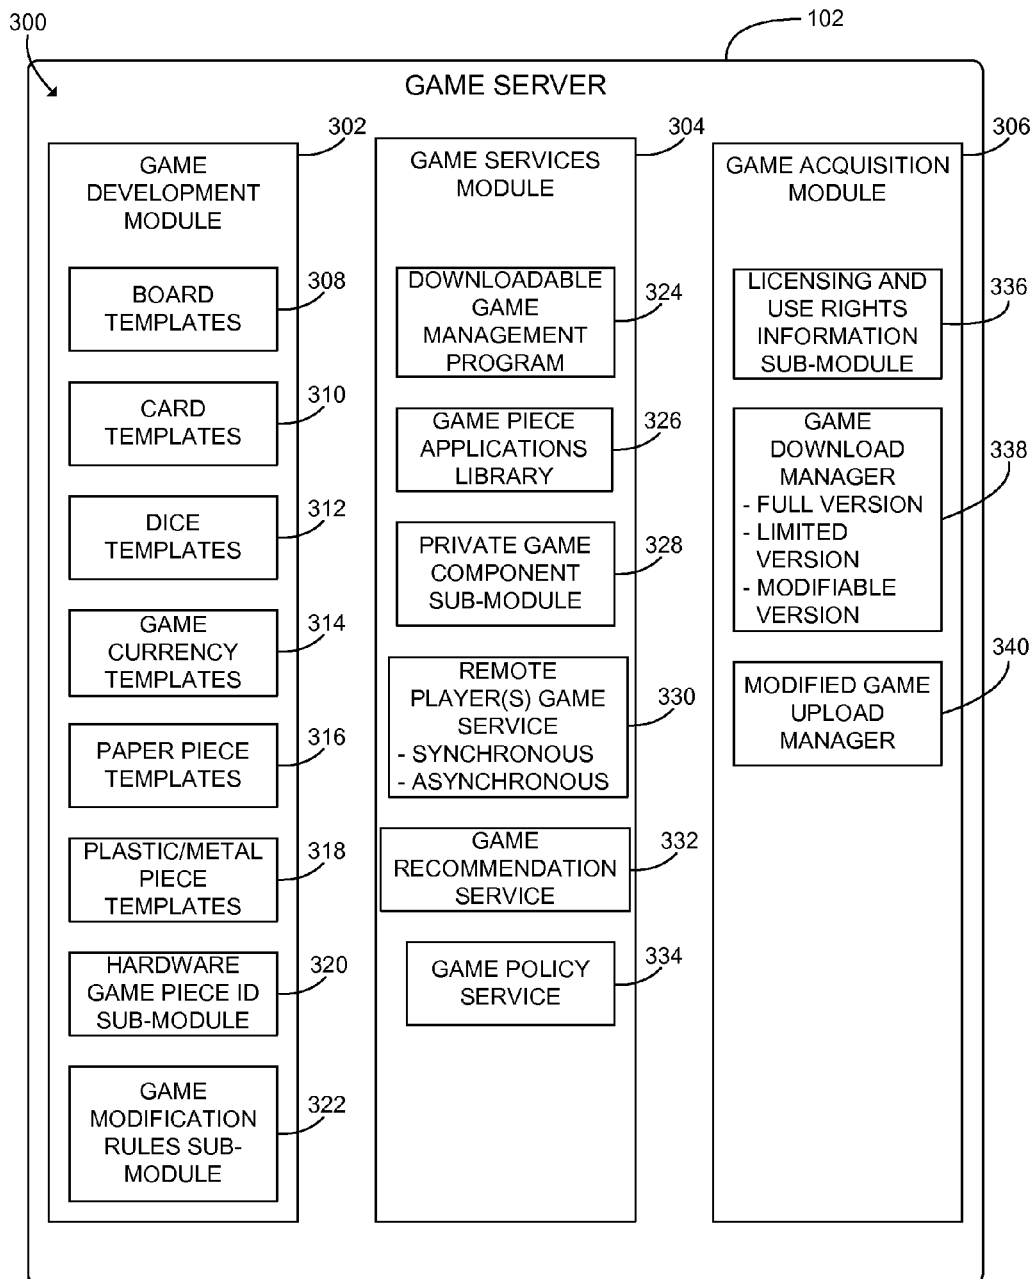 300
102
GAME SERVER
302
GAME
DEVELOPMENT
MODULE
308
BOARD
TEMPLATES
310
CARD
TEMPLATES
312
DICE
TEMPLATES
314
GAME
CURRENCY
TEMPLATES
316
PAPER PIECE
TEMPLATES
318
PLASTIC/METAL
PIECE
TEMPLATES
320
HARDWARE
GAME PIECE ID
SUB-MODULE
322
GAME
MODIFICATION
RULES SUB-
MODULE
304
GAME SERVICES
MODULE
324
DOWNLOADABLE
GAME
MANAGEMENT
PROGRAM
326
GAME PIECE
APPLICATIONS
LIBRARY
328
PRIVATE GAME
COMPONENT
SUB-MODULE
330
REMOTE
PLAYER(S) GAME
SERVICE
- SYNCHRONOUS
- ASYNCHRONOUS
332
GAME
RECOMMENDATION
SERVICE
334
GAME POLICY
SERVICE
306
GAME ACQUISITION
MODULE
336
LICENSING AND
USE RIGHTS
INFORMATION
SUB-MODULE
338
GAME
DOWNLOAD
MANAGER
- FULL VERSION
- LIMITED
VERSION
- MODIFIABLE
VERSION
340
MODIFIED GAME
UPLOAD
MANAGER